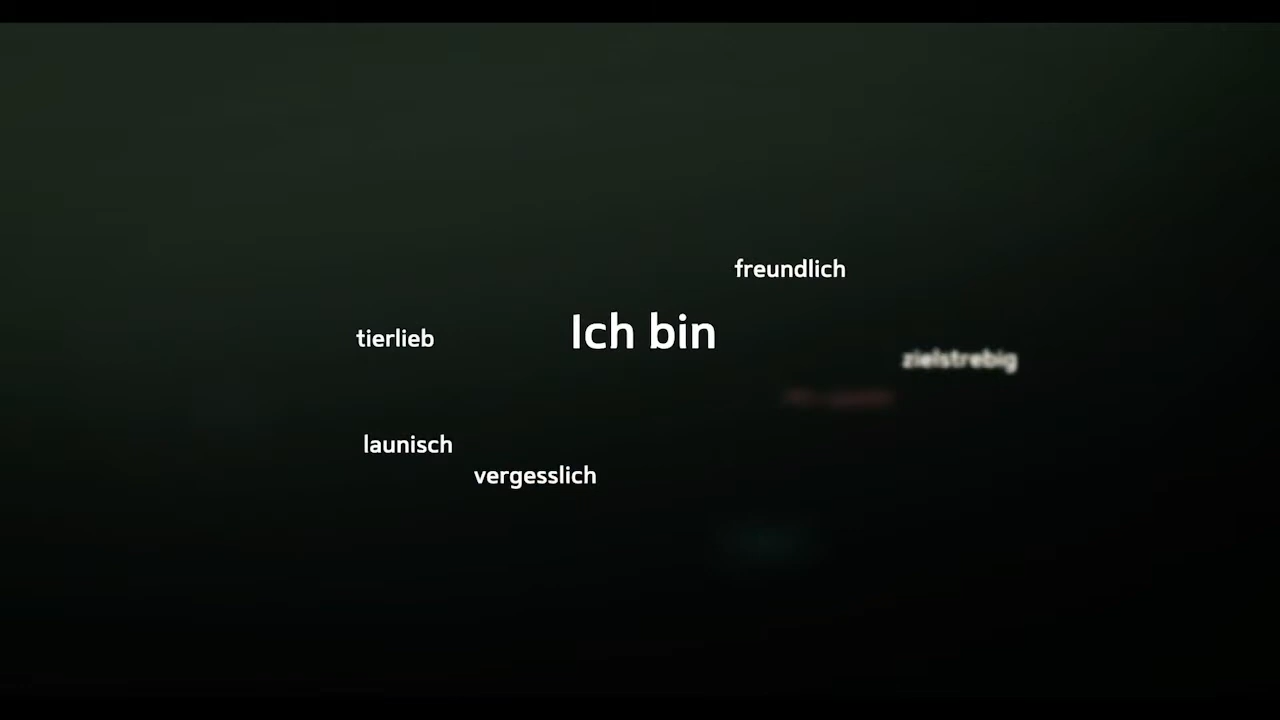 freundlich
Ich bin
tierlieb
zielstrebig
launisch
vergesslich